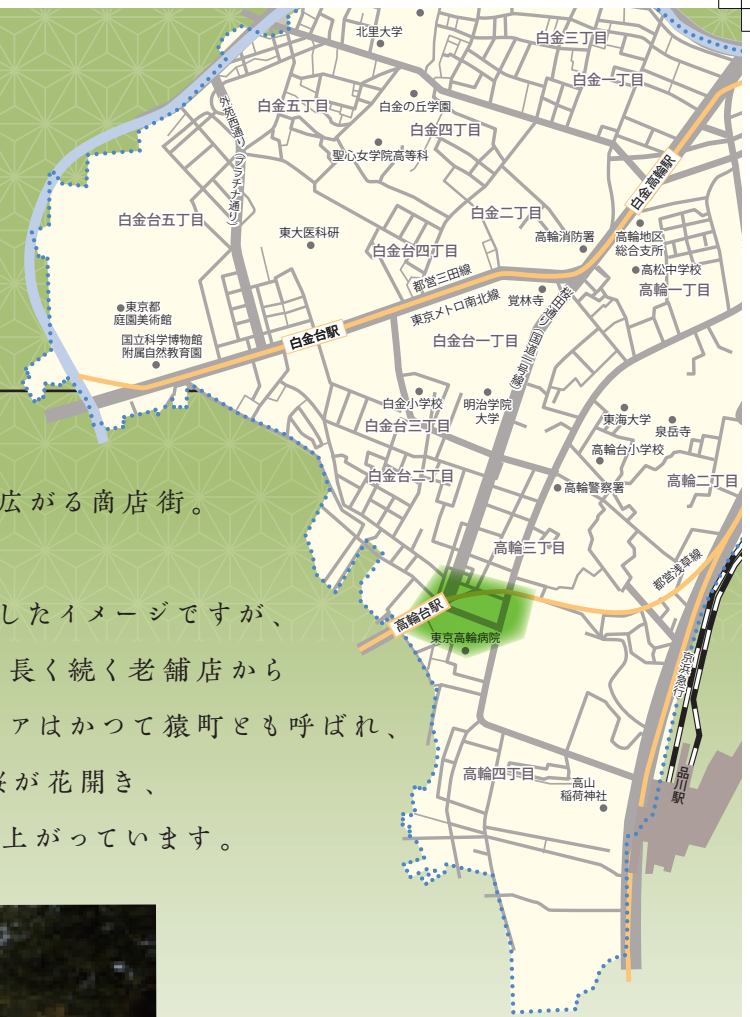 北里大学
白金三丁目
白金一丁目
白金五丁目
白金の丘学園
白金四丁目
外苑西通り(プラチナ通り)
聖心女学院高等科
白金高輪駅
白金台五丁目
東大医科研
白金二丁目
白金台四丁目
高輪消防署
高輪地区
総合支所
高松中学校
高輪一丁目
都営三田線
東京メトロ南北線
覚林寺
桜田通り(国道一号線)
東京都
庭園美術館
国立科学博物館
附属自然教育園
白金台駅
白金台一丁目
白金小学校
明治学院
大学
白金台三丁目
東海大学
泉岳寺
高輪台小学校
白金台二丁目
高輪警察署
高輪二丁目
広がる商店街。
高輪三丁目
都営浅草線
したイメージですが、
高輪台駅
東京高輪病院
長く続く老舗店から
京浜急行
アはかつて猿町とも呼ばれ、
高輪四丁目
品川駅
高山
稲荷神社
が花開き、
上がっています。